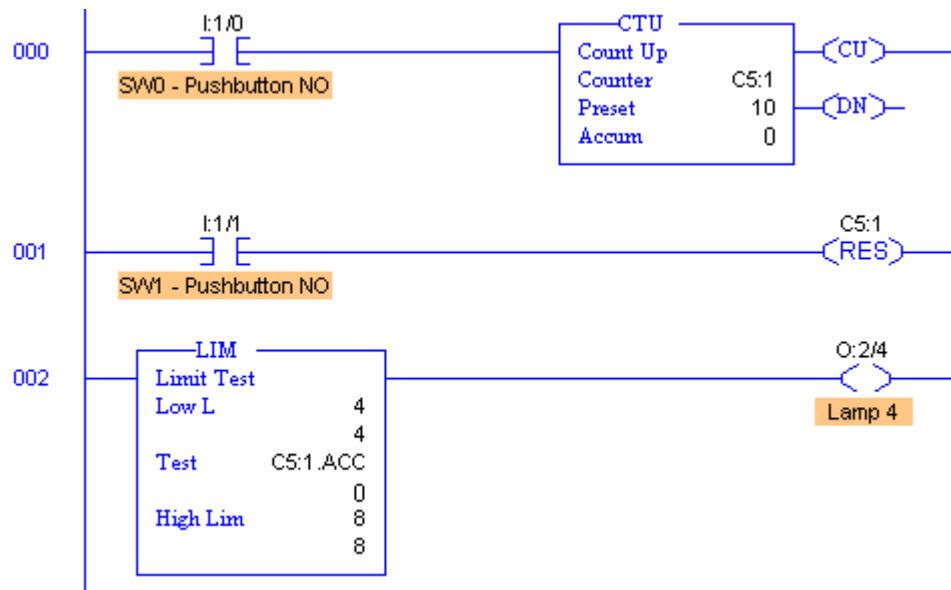 I:1/0
CTU
000
Count Up
CU
SW0 - Pushbutton NO
Counter C5:1
Preset 10
DN
Accum 0
I:1/1
C5:1
001
RES
SW1 - Pushbutton NO
LIM
O:2/4
002
Limit Test
Low L 4
4
Lamp 4
Test C5:1.ACC
0
High Lim 8
8